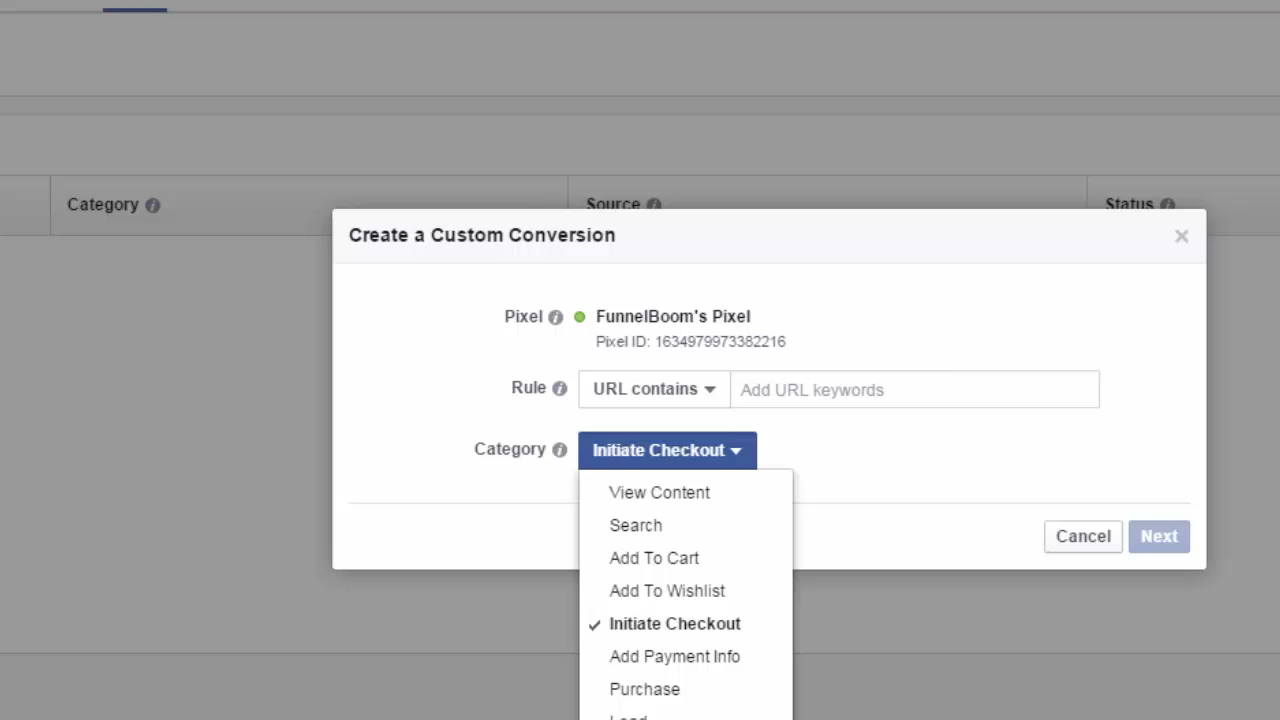 Category
Source
Status
Create a Custom Conversion
×
Pixel
FunnelBoom's Pixel
Pixel ID: 1634979973382216
Rule
URL contains
Add URL keywords
Category
Initiate Checkout
View Content
Search
Add To Cart
Cancel
Next
Add To Wishlist
✓ Initiate Checkout
Add Payment Info
Purchase